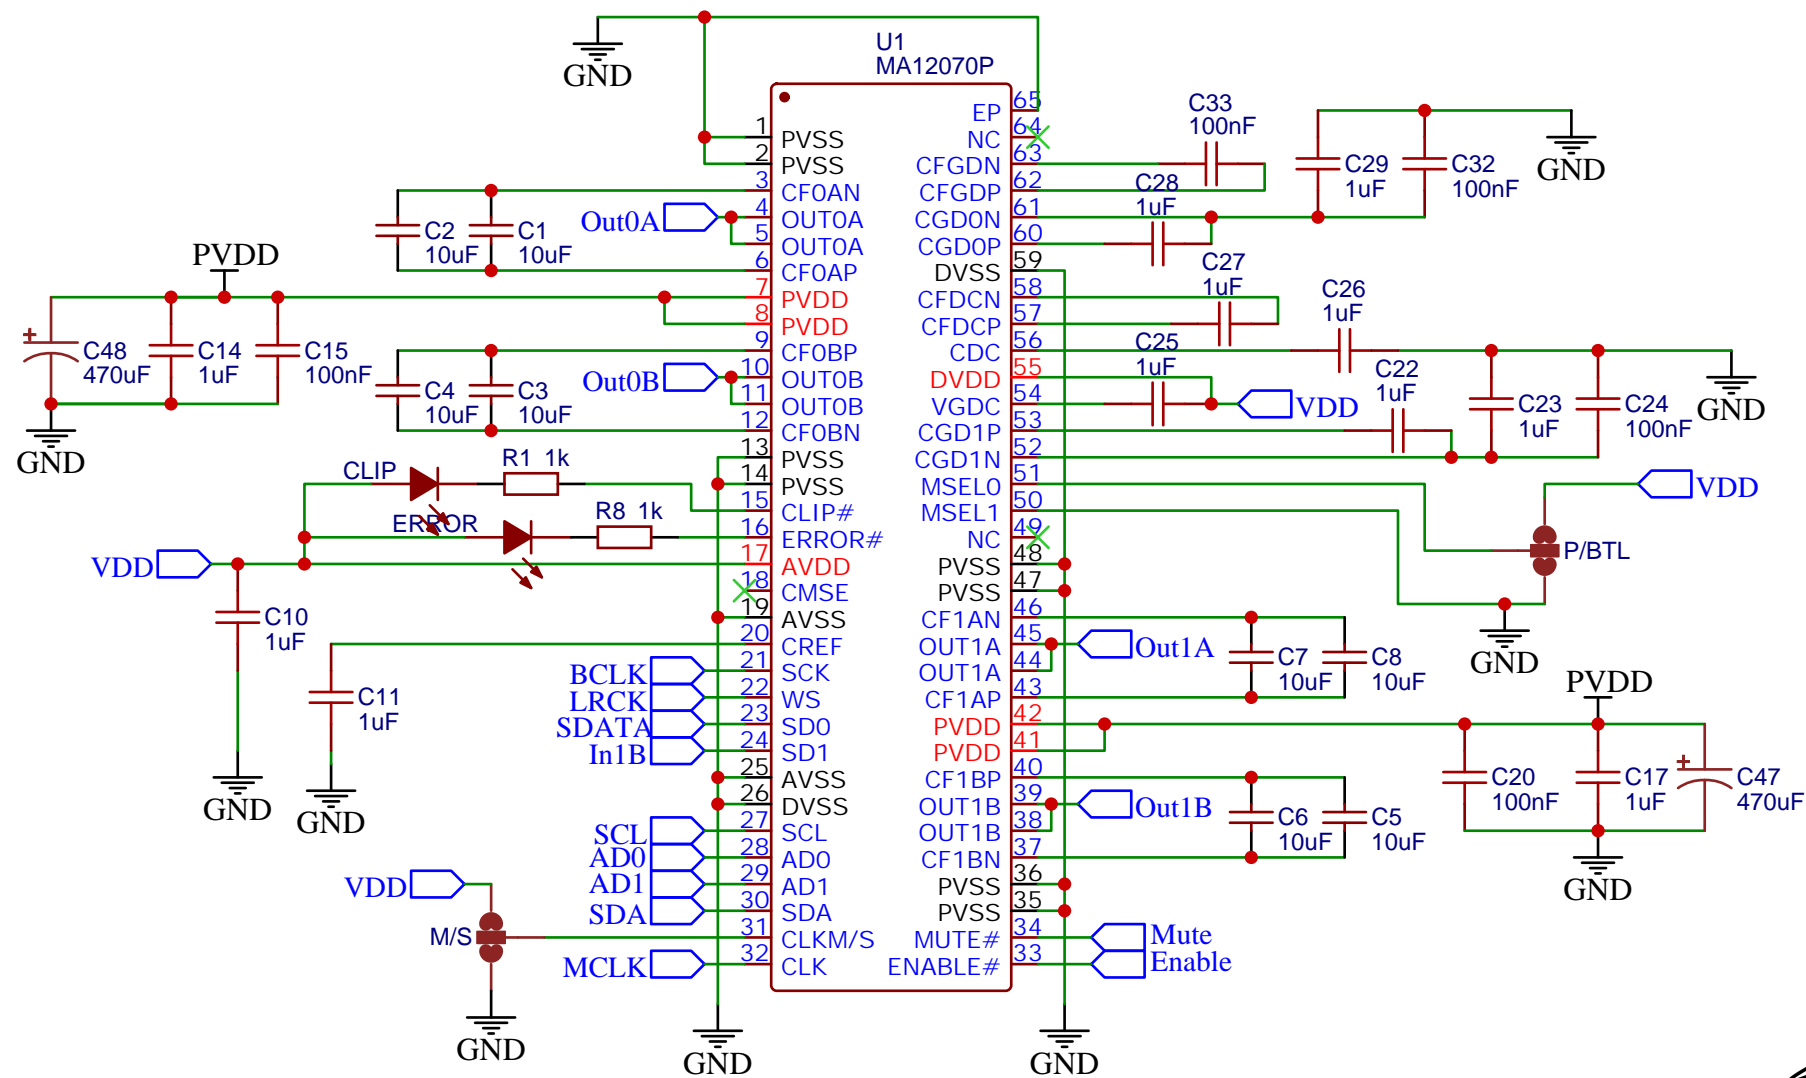 GND
U1
MA12070P
1 PVSS
2 PVSS
3 CF0AN
4 OUT0A
5 OUT0A
6 CF0AP
7 PVDD
8 PVDD
9 CF0BP
10 OUT0B
11 OUT0B
12 CF0BN
13 PVSS
14 PVSS
15 CLIP#
16 ERROR#
17 AVDD
18 CMSE
19 AVSS
20 CREF
21 SCK
22 WS
23 SD0
24 SD1
25 AVSS
26 DVSS
27 SCL
28 AD0
29 AD1
30 SDA
31 CLKM/S
32 CLK
EP 65
NC 64
CFGDN 63
CFGDP 62
CGD0N 61
CGD0P 60
DVSS 59
CFDCN 58
CFDCP 57
CDC 56
DVDD 55
VGDC 54
CGD1P 53
CGD1N 52
MSEL0 51
MSEL1 50
NC 49
PVSS 48
PVSS 47
CF1AN 46
OUT1A 45
OUT1A 44
CF1AP 43
PVDD 42
PVDD 41
CF1BP 40
OUT1B 39
OUT1B 38
CF1BN 37
PVSS 36
PVSS 35
MUTE# 34
ENABLE# 33
C2
10uF
C1
10uF
Out0A
PVDD
+
C48
470uF
C14
1uF
C15
100nF
GND
C4
10uF
C3
10uF
Out0B
CLIP
R1 1k
ERROR
R8 1k
VDD
C10
1uF
GND
C11
1uF
GND
BCLK
LRCK
SDATA
In1B
SCL
AD0
AD1
SDA
VDD
M/S
MCLK
GND
GND
C33
100nF
C29
1uF
C32
100nF
GND
C28
1uF
C27
1uF
C26
1uF
C25
1uF
VDD
C22
1uF
C23
1uF
C24
100nF
GND
VDD
P/BTL
GND
Out1A
C7
10uF
C8
10uF
PVDD
C20
100nF
C17
1uF
+
C47
470uF
GND
Out1B
C6
10uF
C5
10uF
Mute
Enable
GND